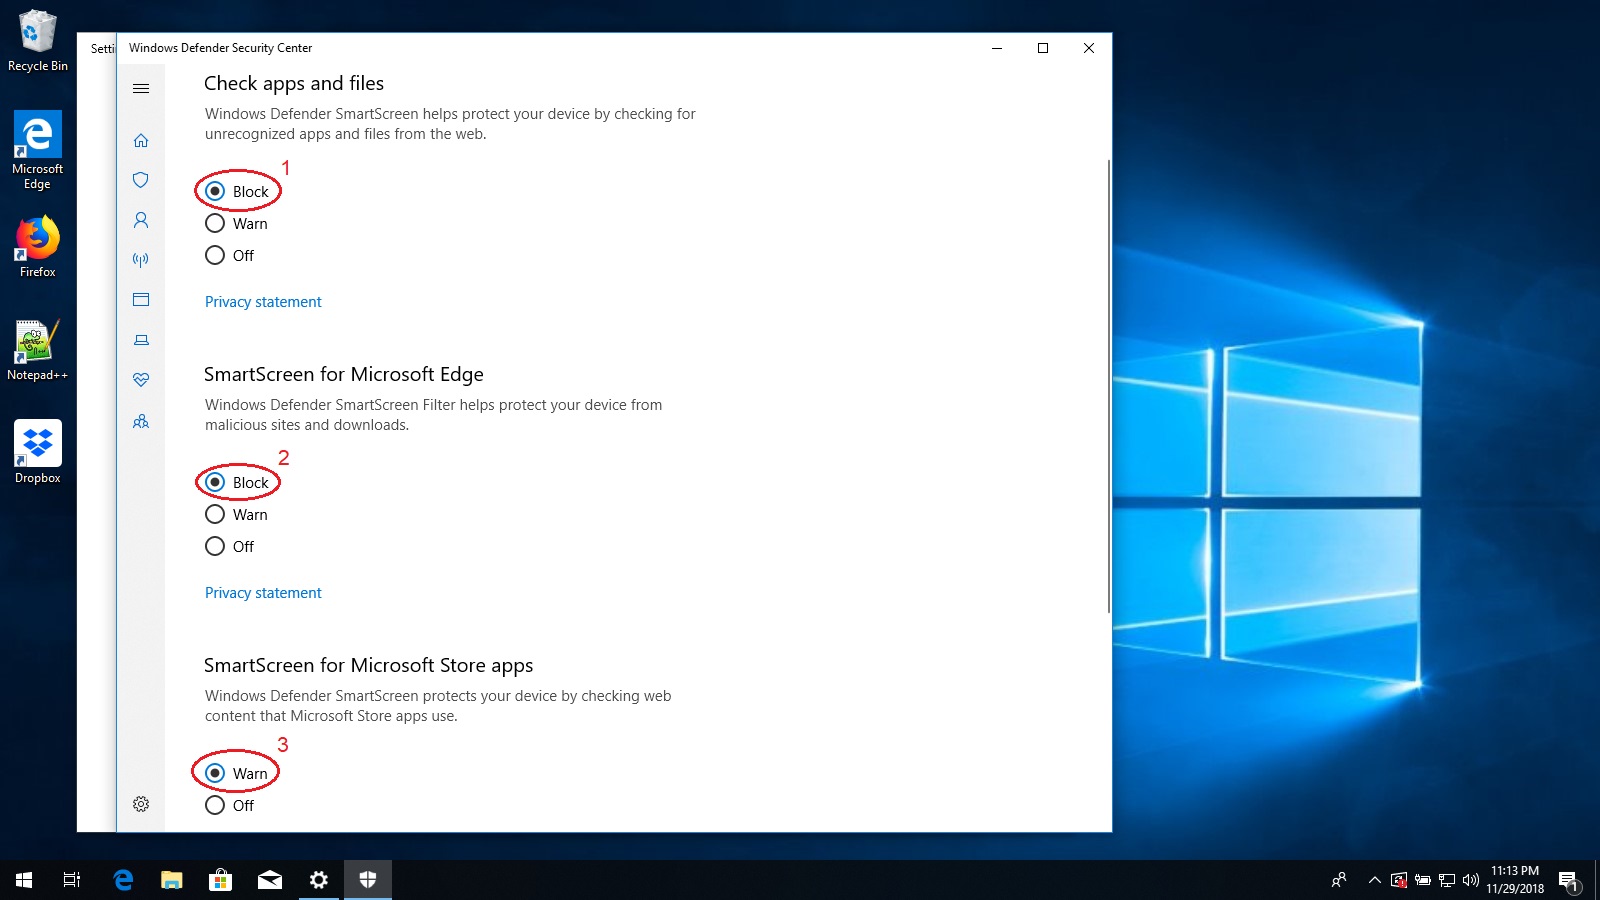 Recycle Bin
Microsoft
Edge
Firefox
Notepad++
Dropbox
Setti
Windows Defender Security Center
Check apps and files
Windows Defender SmartScreen helps protect your device by checking for
unrecognized apps and files from the web.
1
Block
Warn
Off
Privacy statement
SmartScreen for Microsoft Edge
Windows Defender SmartScreen Filter helps protect your device from
malicious sites and downloads.
2
Block
Warn
Off
Privacy statement
SmartScreen for Microsoft Store apps
Windows Defender SmartScreen protects your device by checking web
content that Microsoft Store apps use.
3
Warn
Off
11:13 PM
11/29/2018
1